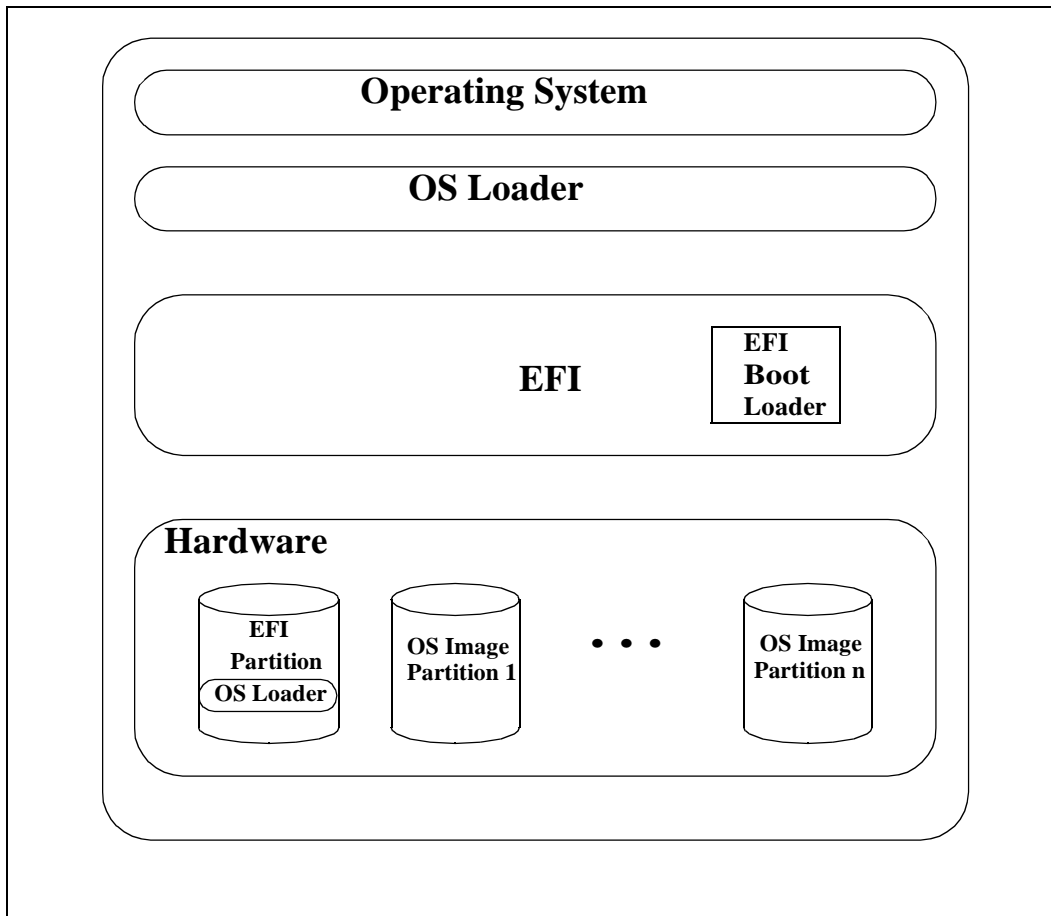 Operating System
OS Loader
EFI
EFI
Boot
Loader
Hardware
EFI
Partition
OS Loader
OS Image
Partition 1
• • •
OS Image
Partition n